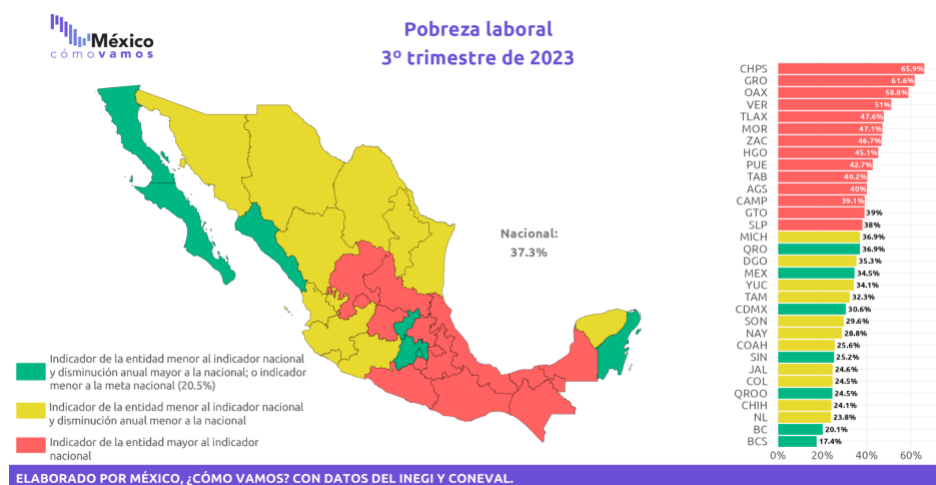 México
cómovamos
Pobreza laboral
3º trimestre de 2023
Nacional:
37.3%
Indicador de la entidad menor al indicador nacional
y disminución anual mayor a la nacional; o indicador
menor a la meta nacional (20.5%)
Indicador de la entidad menor al indicador nacional
y disminución anual menor a la nacional
Indicador de la entidad mayor al indicador
nacional
CHPS 65.9%
GRO 61.6%
OAX 58.8%
VER 51%
TLAX 47.6%
MOR 47.1%
ZAC 46.7%
HGO 45.1%
PUE 42.7%
TAB 40.2%
AGS 40%
CAMP 39.1%
GTO 39%
SLP 38%
MICH 36.9%
QRO 36.9%
DGO 35.3%
MEX 34.5%
YUC 34.1%
TAM 32.3%
CDMX 30.6%
SON 29.6%
NAY 28.8%
COAH 25.6%
SIN 25.2%
JAL 24.6%
COL 24.5%
QROO 24.5%
CHIH 24.1%
NL 23.8%
BC 20.1%
BCS 17.4%
0% 20% 40% 60%
ELABORADO POR MÉXICO, ¿CÓMO VAMOS? CON DATOS DEL INEGI Y CONEVAL.